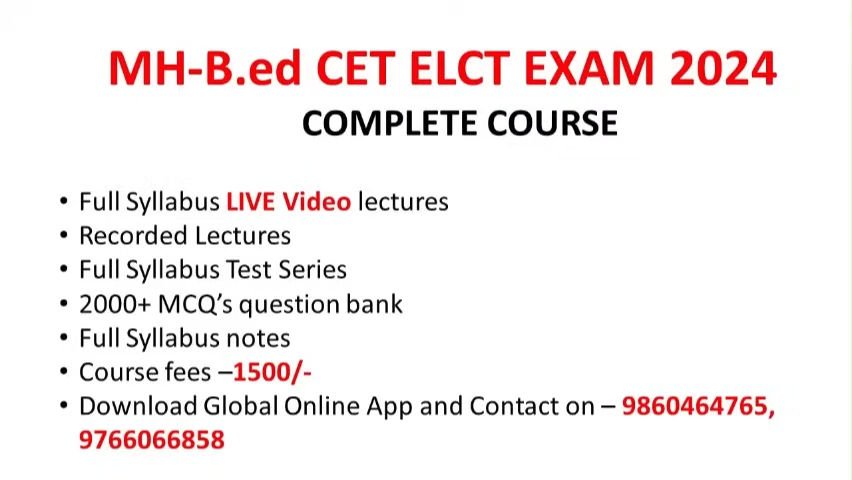 MH-B.ed CET ELCT EXAM 2024
COMPLETE COURSE
• Full Syllabus LIVE Video lectures
• Recorded Lectures
• Full Syllabus Test Series
• 2000+ MCQ’s question bank
• Full Syllabus notes
• Course fees –1500/-
• Download Global Online App and Contact on – 9860464765,
9766066858